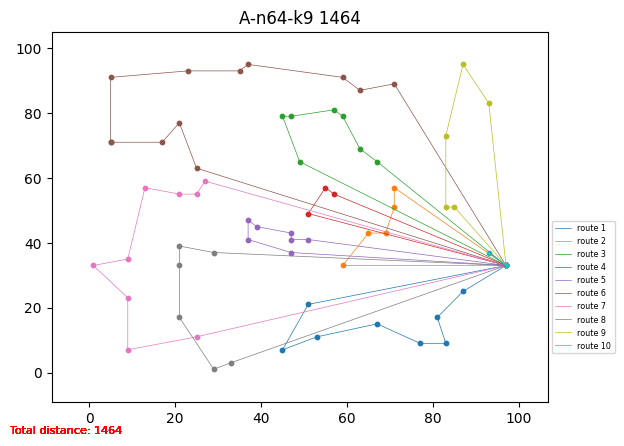 A-n64-k9 1464
100
80
60
40
20
0
0 20 40 60 80 100
route 1
route 2
route 3
route 4
route 5
route 6
route 7
route 8
route 9
route 10
Total distance: 1464